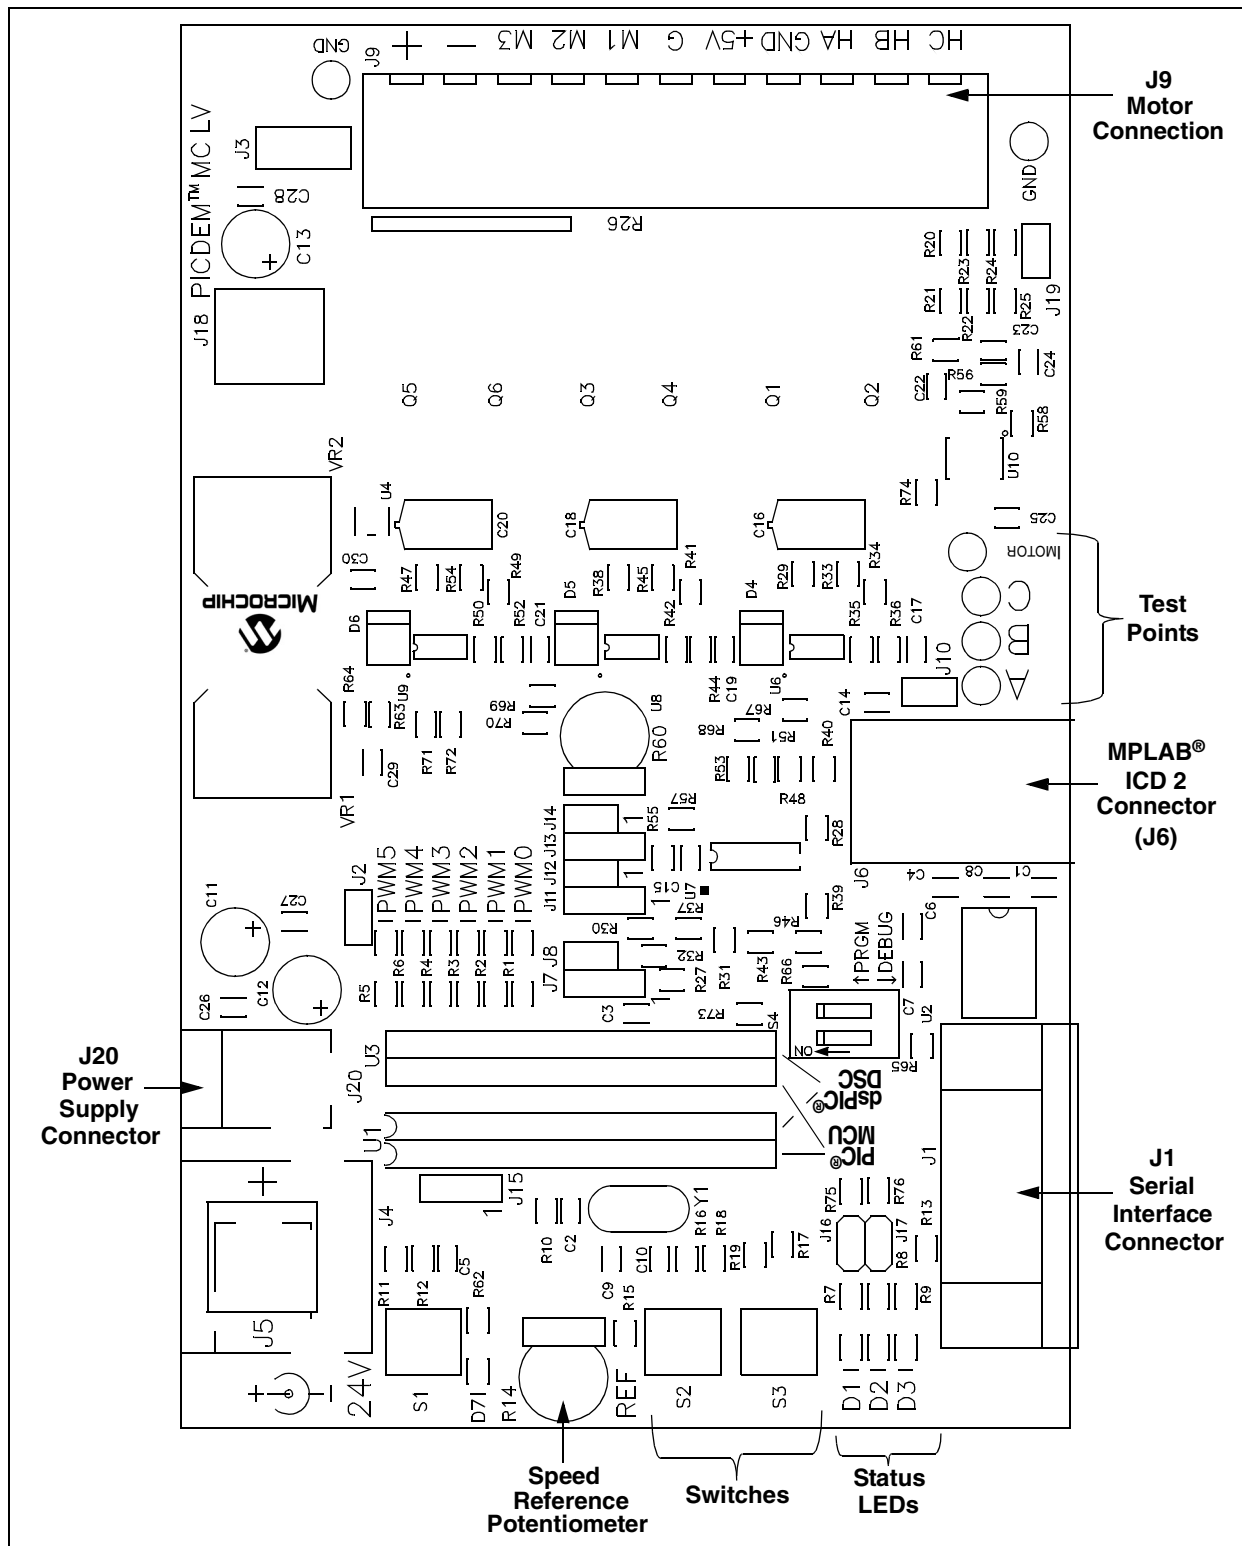 GND
J9
+
−
M3
M2
M1
G
+5V
GND
HA
HB
HC
J9
Motor
Connection
PICDEM™ MC LV
J3
C28
C13
+
R26
GND
R20
R23
R24
J19
R21
R22
R25
C23
R61
C24
R56
C22
R59
R58
J18
Q5
Q6
Q3
Q4
Q1
Q2
U10
R74
C25
VR2
U4
C20
C18
C16
C30
R47
R54
R49
D5
R38
R45
R41
D4
R29
R33
R34
IMOTOR
C
B
A
Test
Points
MICROCHIP
D6
R50
R52
C21
R42
R35
R36
C17
J10
R64
R63
U9
R69
R70
U8
R44
C19
U6
R67
R68
R51
C14
R40
R71
R72
C29
R60
R53
R48
VR1
MPLAB®
ICD 2
Connector
(J6)
J14
J13
J12
J11
1
1
1
R55
R57
R28
C15
U7
J6
C4
C8
C1
J2
PWM5
PWM4
PWM3
PWM2
PWM1
PWM0
C11
C27
+
R39
C6
R37
R30
R46
R32
↑PRGM
↓DEBUG
R6
R4
R3
R2
R1
J8
J7
1
R27
R31
R43
R66
R5
C12
+
C26
C3
R73
S4
C7
U2
R65
ON
U3
J20
Power
Supply
Connector
J20
dsPIC®
DSC
U1
PIC®
MCU
J1
J1
Serial
Interface
Connector
+
J4
1
J15
Y1
R75
R76
R10
C2
R16
R18
J16
J17
R13
R11
R12
C5
R62
C9
C10
R19
R17
R8
R15
R7
R9
J5
24V
+
−
S1
D7
R14
REF
S2
S3
D1
D2
D3
Speed
Reference
Potentiometer
Switches
Status
LEDs